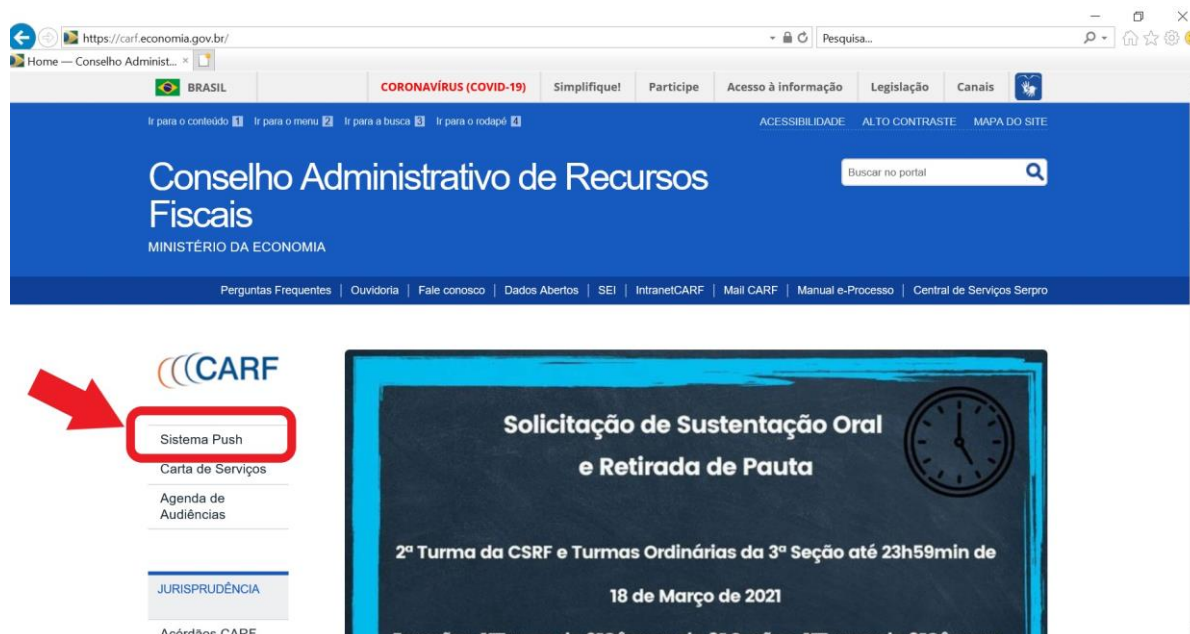 https://carf.economia.gov.br/
Pesquisa...
Home — Conselho Administ...
BRASIL
CORONAVÍRUS (COVID-19)
Simplifique!
Participe
Acesso à informação
Legislação
Canais
Ir para o conteúdo 1 Ir para o menu 2 Ir para a busca 3 Ir para o rodapé 4
ACESSIBILIDADE ALTO CONTRASTE MAPA DO SITE
Conselho Administrativo de Recursos
Fiscais
MINISTÉRIO DA ECONOMIA
Buscar no portal
Perguntas Frequentes | Ouvidoria | Fale conosco | Dados Abertos | SEI | IntranetCARF | Mail CARF | Manual e-Processo | Central de Serviços Serpro
CARF
Sistema Push
Carta de Serviços
Agenda de
Audiências
JURISPRUDÊNCIA
Acórdãos CARF
Solicitação de Sustentação Oral
e Retirada de Pauta
2ª Turma da CSRF e Turmas Ordinárias da 3ª Seção até 23h59min de
18 de Março de 2021